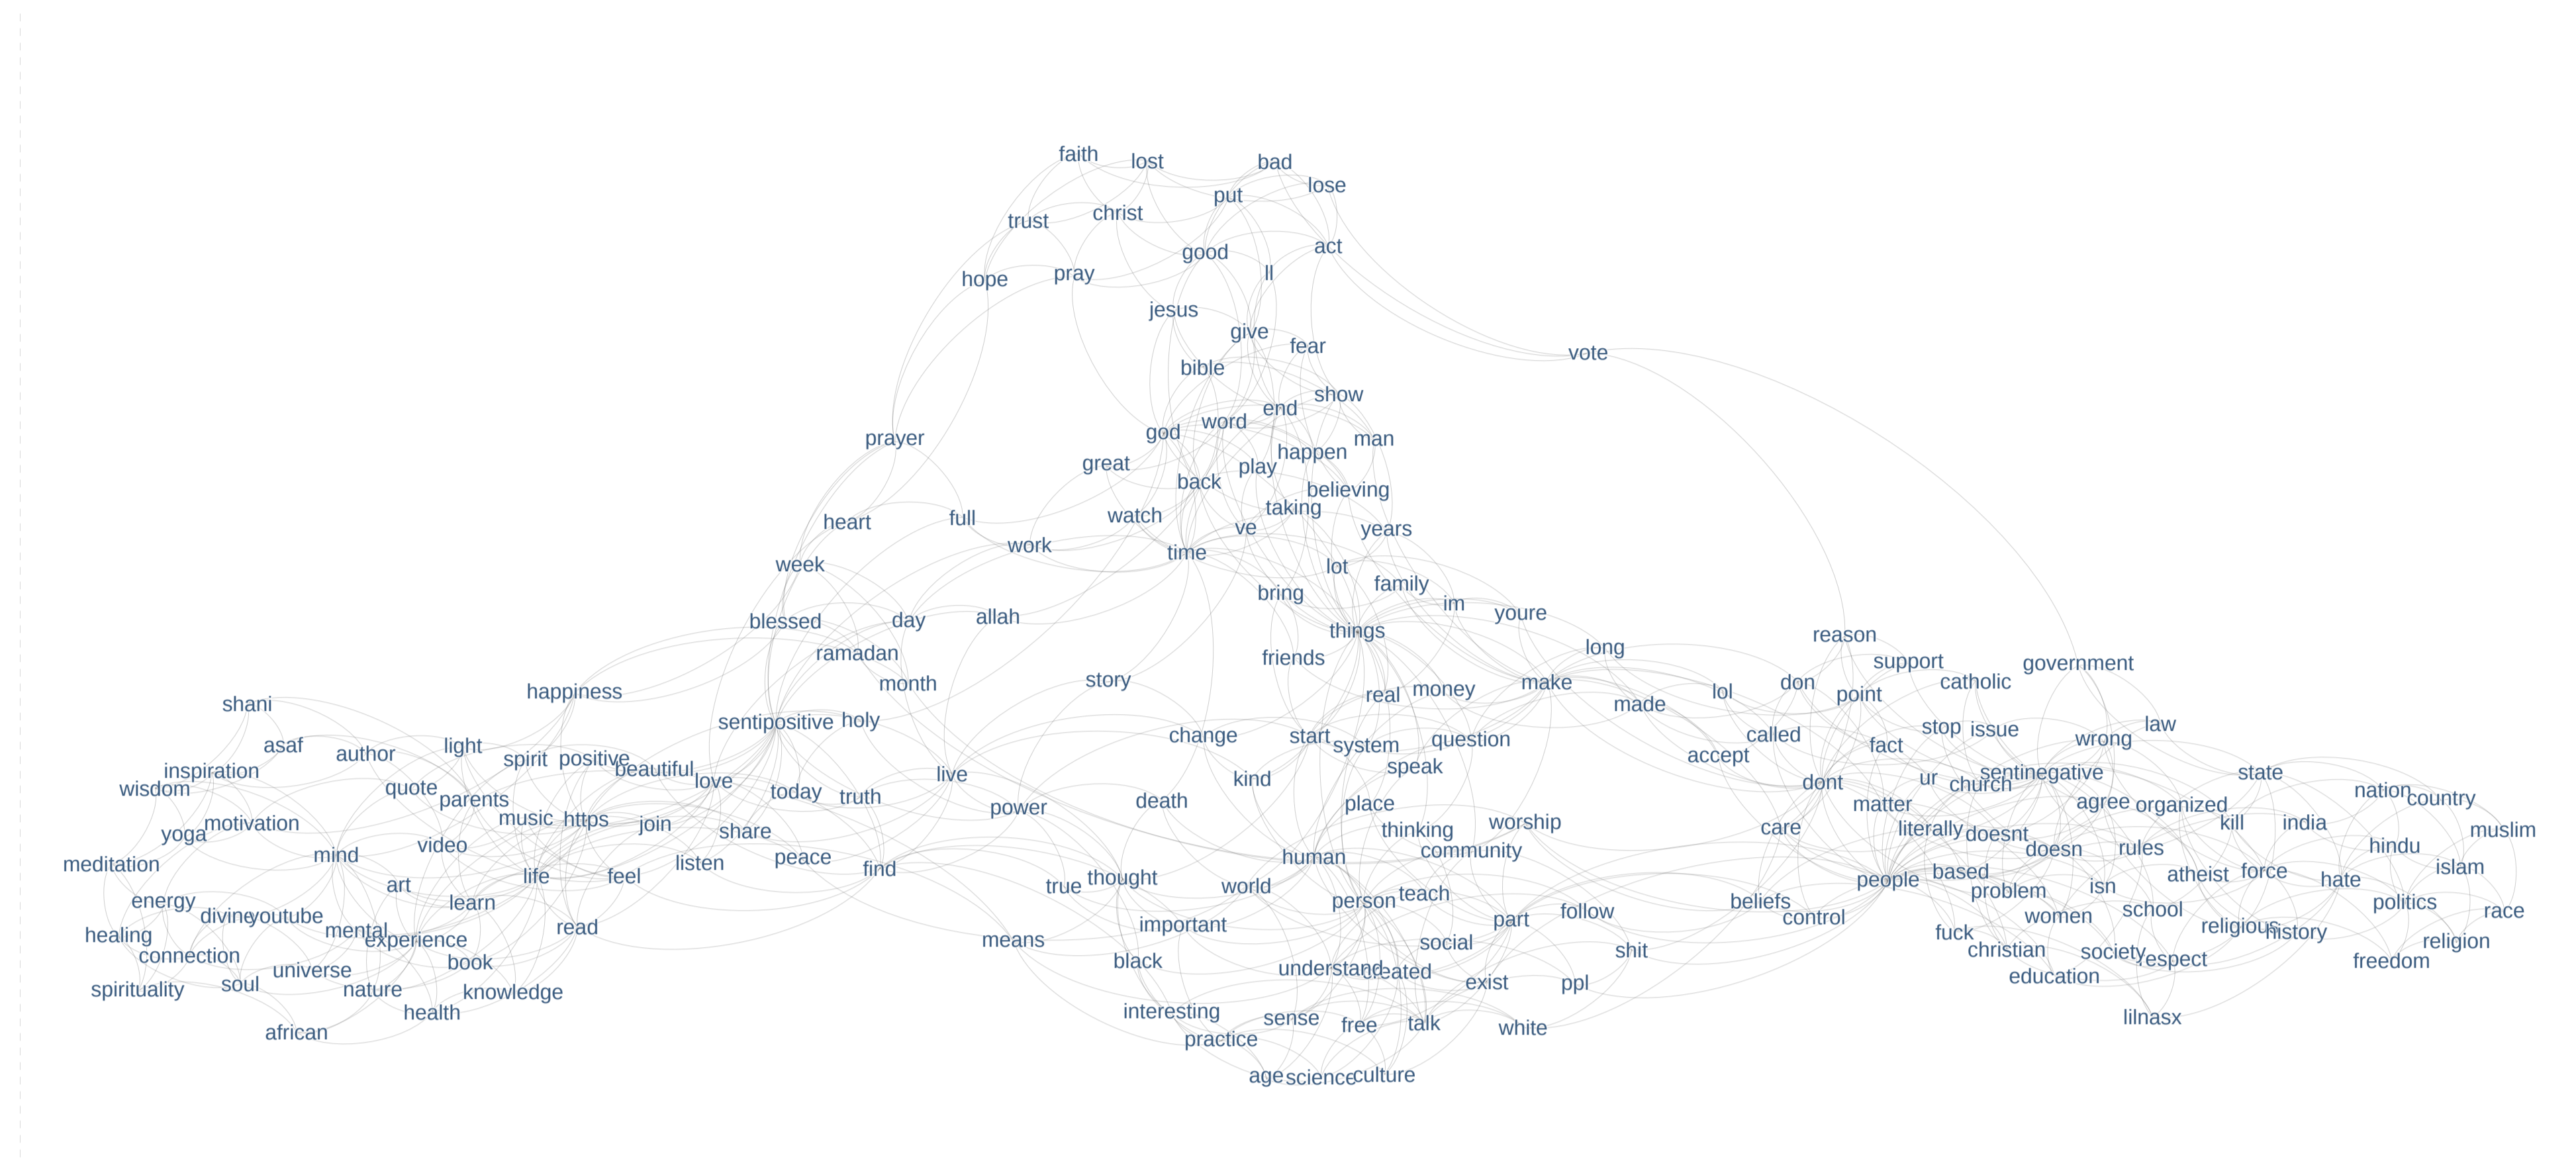 faith
lost
bad
lose
put
trust
christ
act
good
hope
pray
ll
jesus
give
fear
vote
bible
show
end
word
god
man
prayer
happen
great
play
back
believing
taking
heart
full
watch
ve
years
work
time
week
lot
family
bring
im
youre
blessed
day
allah
things
reason
long
ramadan
friends
support
government
story
month
real
money
make
don
catholic
happiness
lol
point
shani
made
sentipositive
holy
stop
issue
law
change
start
system
question
called
wrong
asaf
light
author
fact
spirit
positive
accept
inspiration
beautiful
love
live
kind
speak
dont
ur
church
sentinegative
state
wisdom
quote
parents
today
truth
power
death
place
matter
agree
organized
nation
country
yoga
motivation
music
https
join
share
thinking
worship
care
literally
doesnt
kill
india
muslim
meditation
mind
video
listen
peace
human
community
doesn
rules
hindu
islam
art
life
feel
find
true
thought
world
person
teach
people
based
problem
isn
atheist
force
hate
energy
learn
beliefs
politics
race
divine
youtube
important
part
follow
control
women
school
healing
mental
experience
read
means
social
shit
fuck
christian
society
respect
religious
history
religion
connection
book
black
understand
created
education
freedom
spirituality
soul
universe
nature
knowledge
exist
ppl
health
interesting
sense
free
talk
white
lilnasx
african
practice
age
science
culture